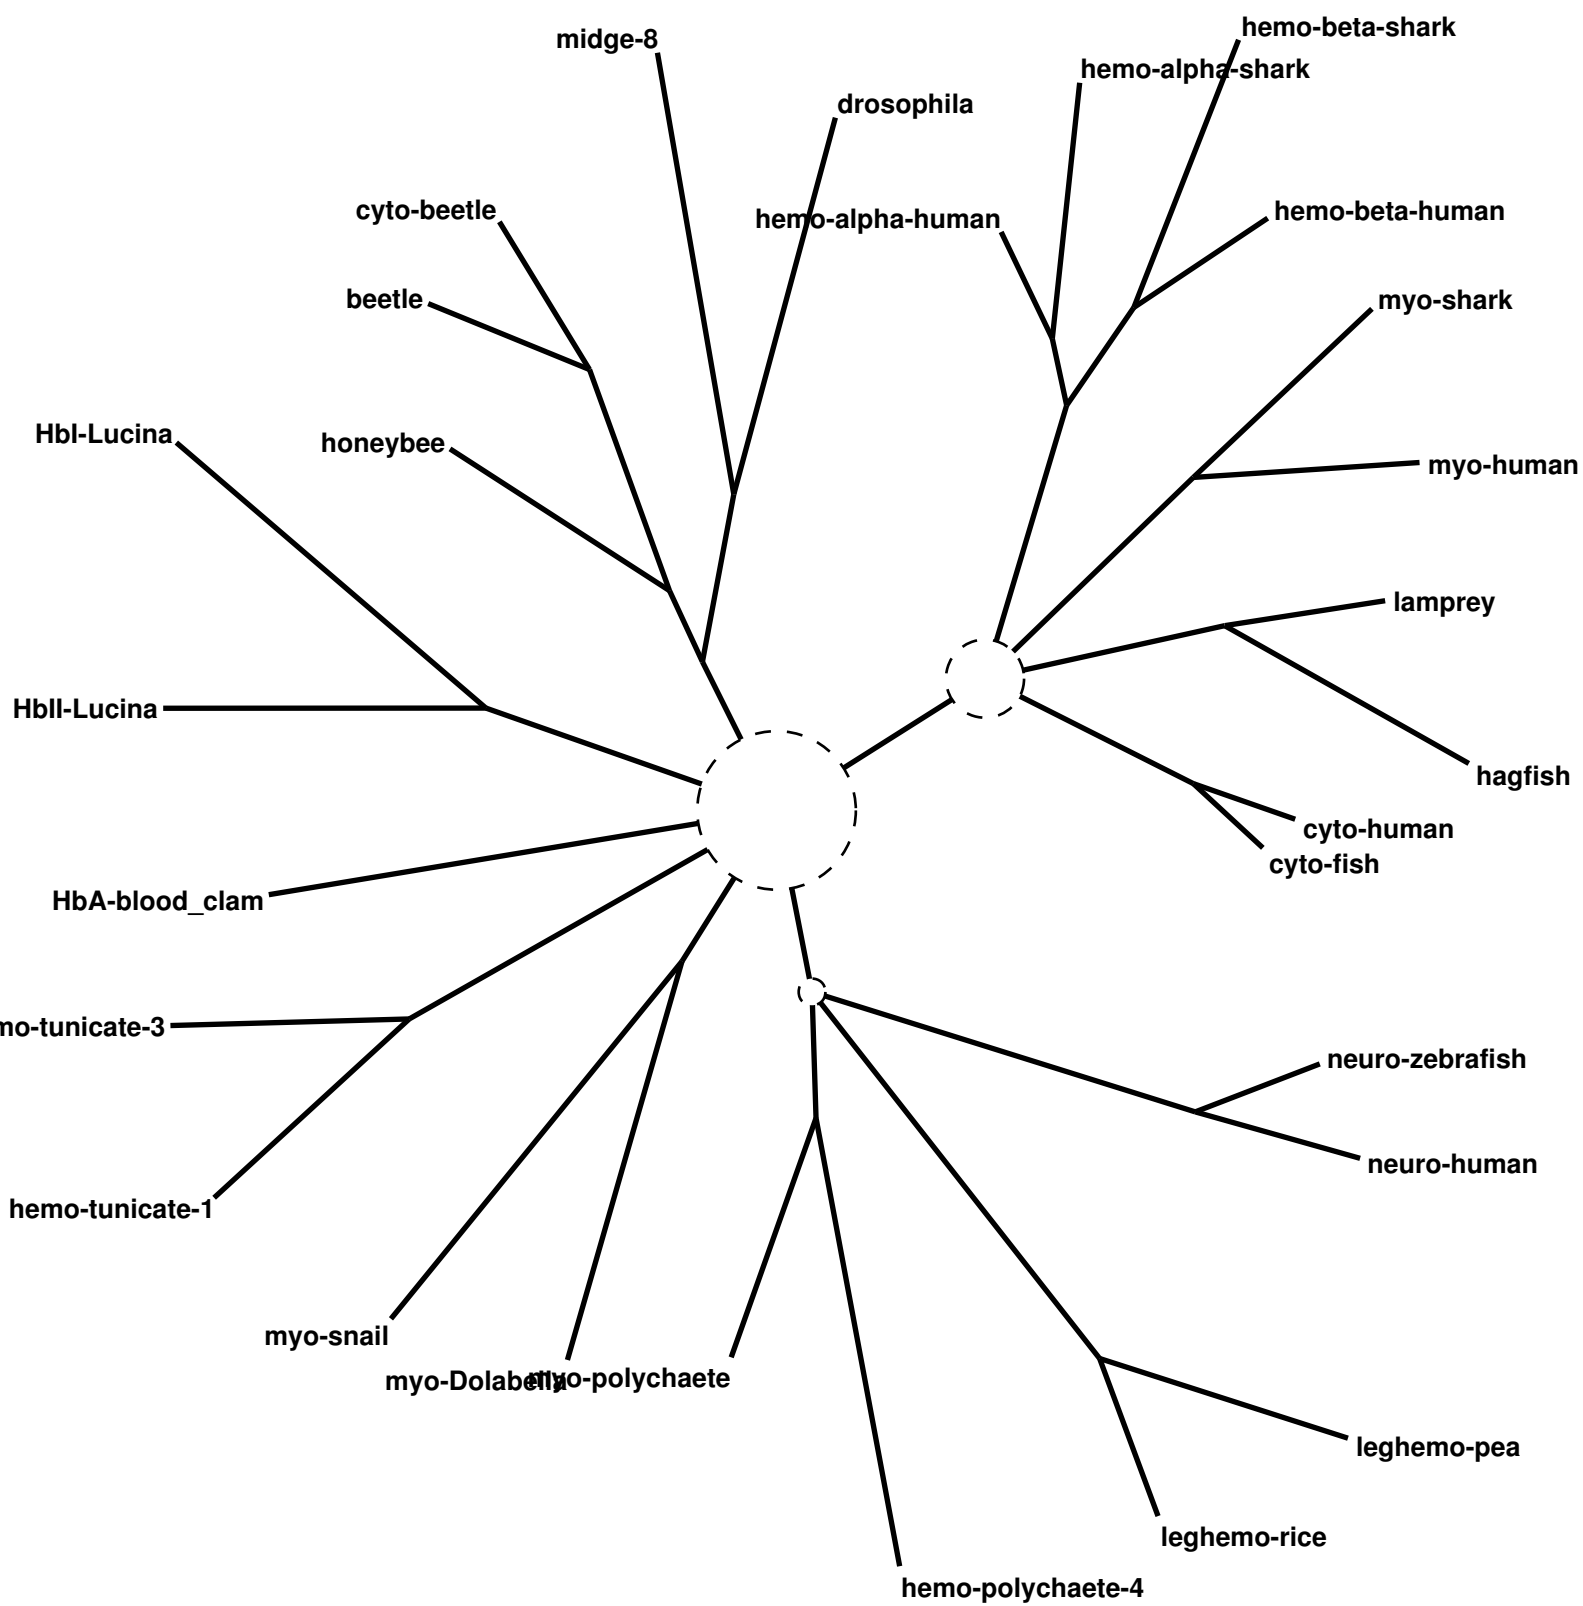 hemo-beta-shark
midge-8
hemo-alpha-shark
drosophila
cyto-beetle
hemo-alpha-human
hemo-beta-human
beetle
myo-shark
HbI-Lucina
honeybee
myo-human
lamprey
HbII-Lucina
hagfish
cyto-human
cyto-fish
HbA-blood_clam
mo-tunicate-3
neuro-zebrafish
neuro-human
hemo-tunicate-1
myo-snail
myo-Dolabella
myo-polychaete
leghemo-pea
leghemo-rice
hemo-polychaete-4